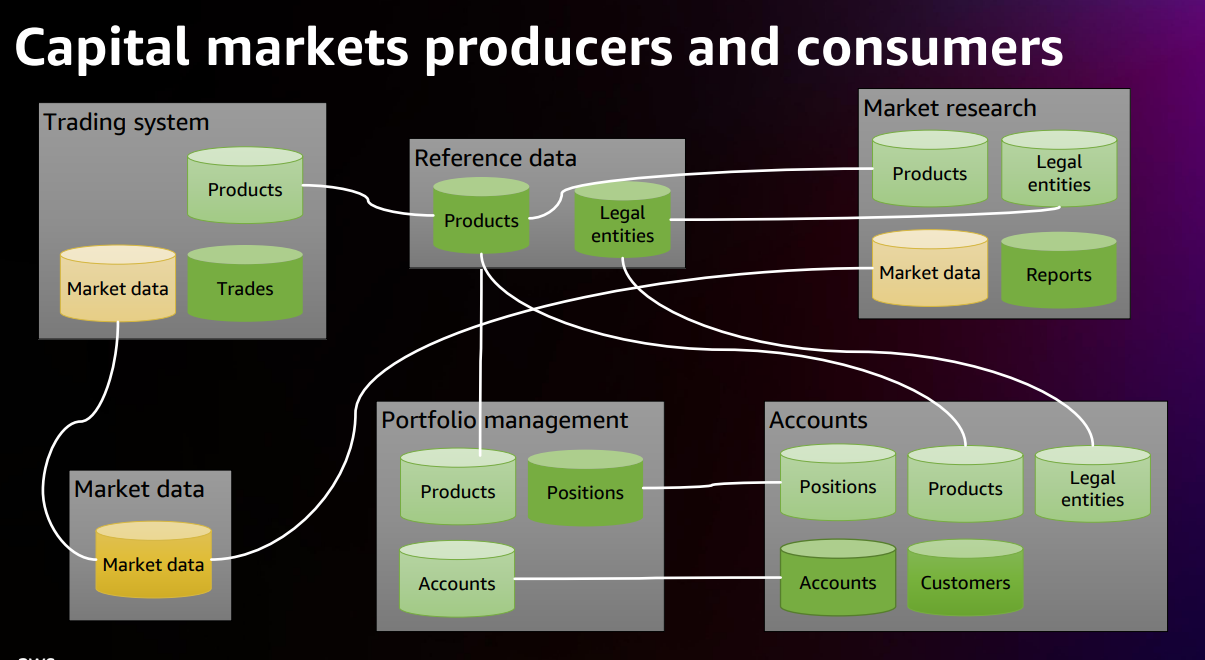 Capital markets producers and consumers
Trading system
Products
Market data
Trades
Reference data
Products
Legal
entities
Market research
Products
Legal
entities
Market data
Reports
Market data
Market data
Portfolio management
Products
Positions
Accounts
Accounts
Positions
Products
Legal
entities
Accounts
Customers